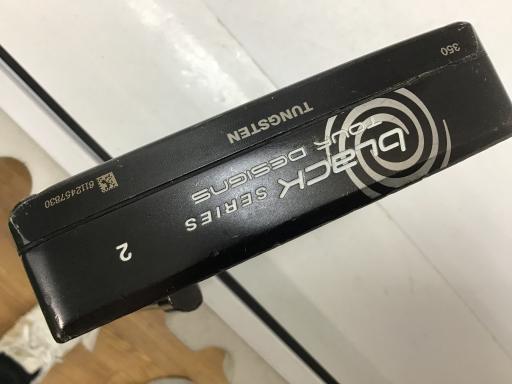 350
TUNGSTEN
6112457830
black SERIES
TOUR DESIGNS
2